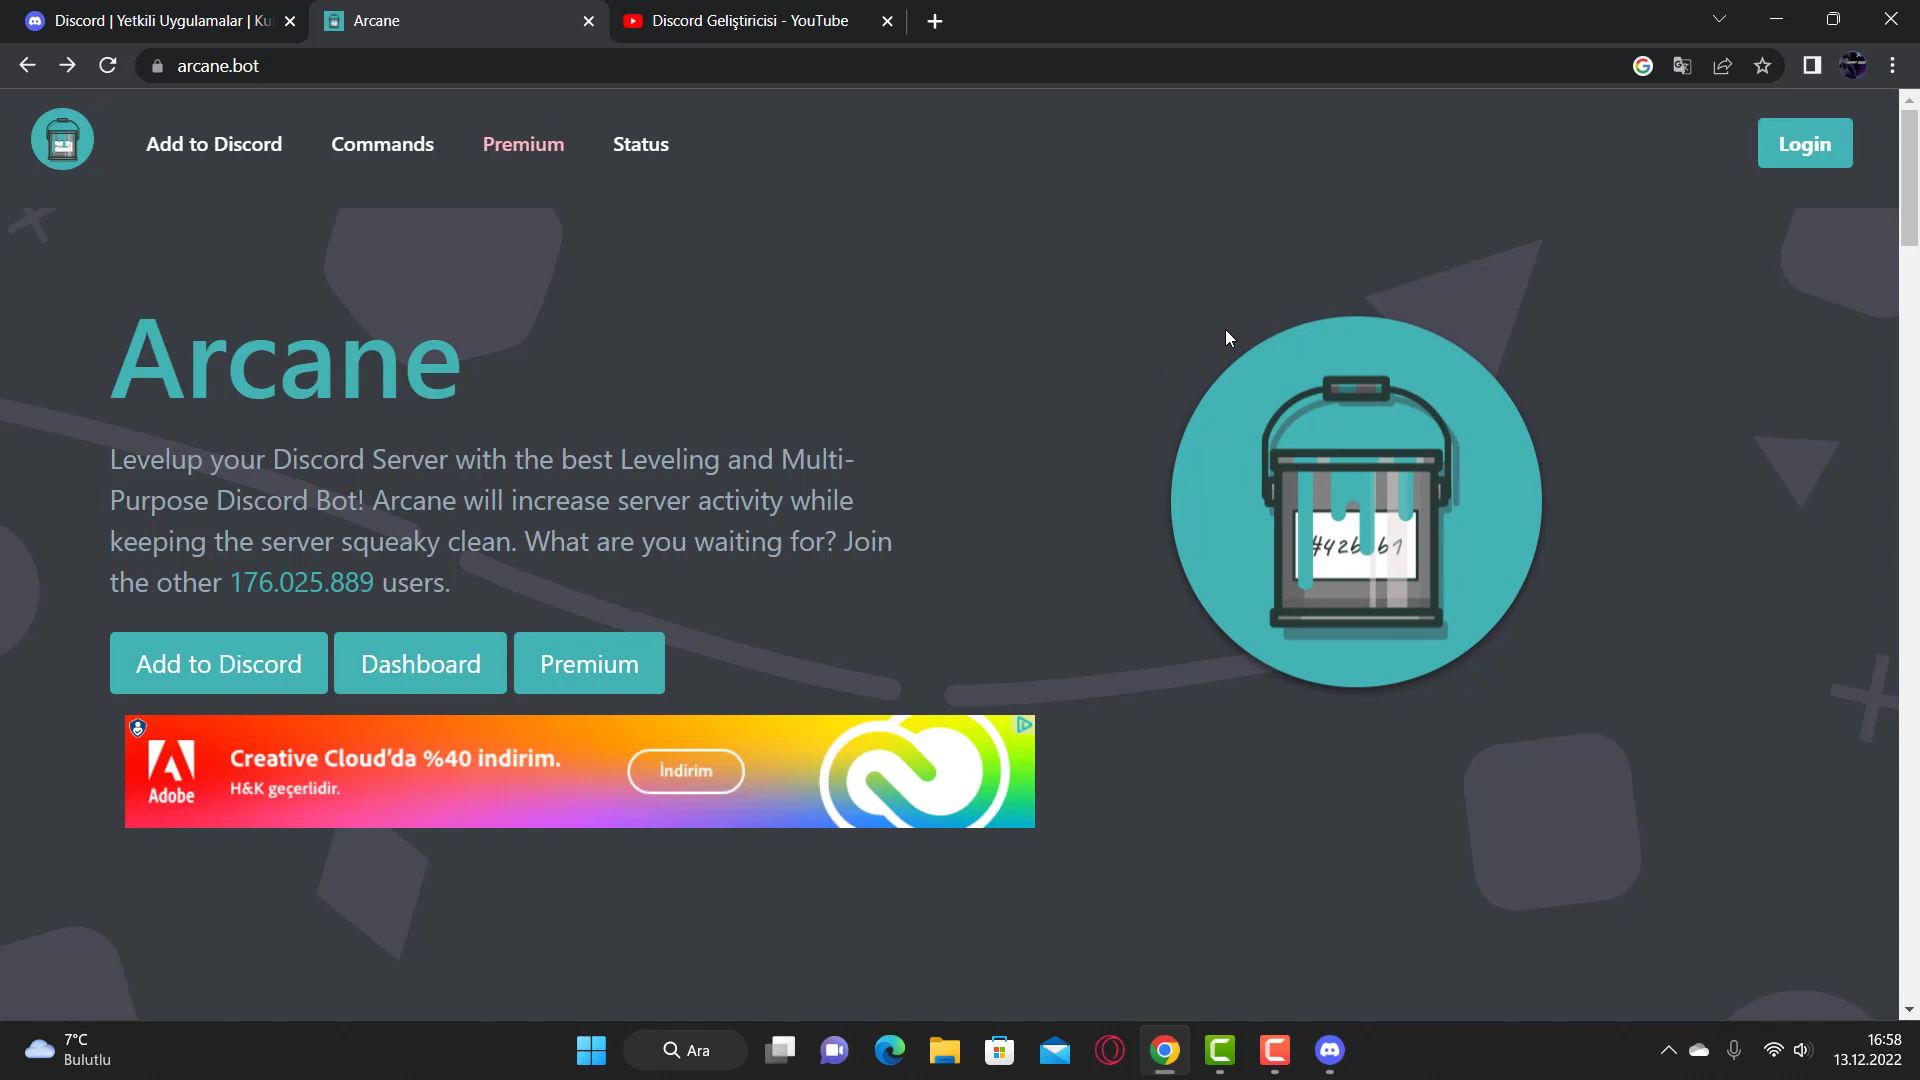 Discord | Yetkili Uygulamalar | Ku
Arcane
Discord Geliştiricisi - YouTube
arcane.bot
Add to Discord
Commands
Premium
Status
Login
Arcane
Levelup your Discord Server with the best Leveling and Multi-
Purpose Discord Bot! Arcane will increase server activity while
keeping the server squeaky clean. What are you waiting for? Join
the other 176.025.889 users.
Add to Discord
Dashboard
Premium
Adobe
Creative Cloud'da %40 indirim.
H&K geçerlidir.
İndirim
7°C
Bulutlu
Ara
16:58
13.12.2022